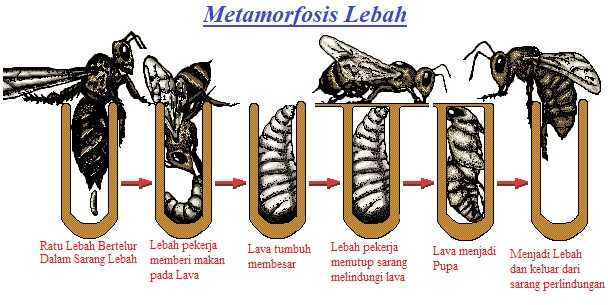 Metamorfosis Lebah
Ratu Lebah Bertelur
Dalam Sarang Lebah
Lebah pekerja
memberi makan
pada Lava
Lava tumbuh
membesar
Lebah pekerja
menutup sarang
melindungi lava
Lava menjadi
Pupa
Menjadi Lebah
dan keluar dari
sarang perlindungan